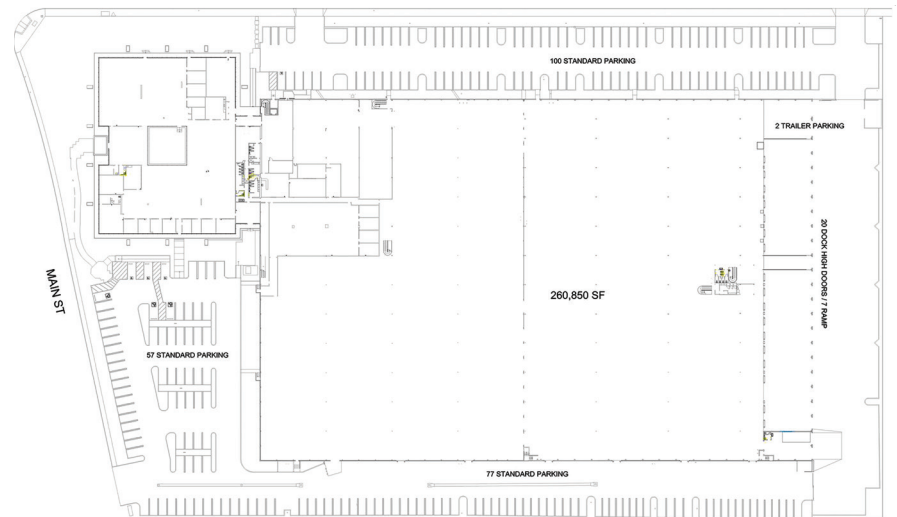 100 STANDARD PARKING
2 TRAILER PARKING
20 DOCK HIGH DOORS / 7 RAMP
MAIN ST
260,850 SF
57 STANDARD PARKING
77 STANDARD PARKING